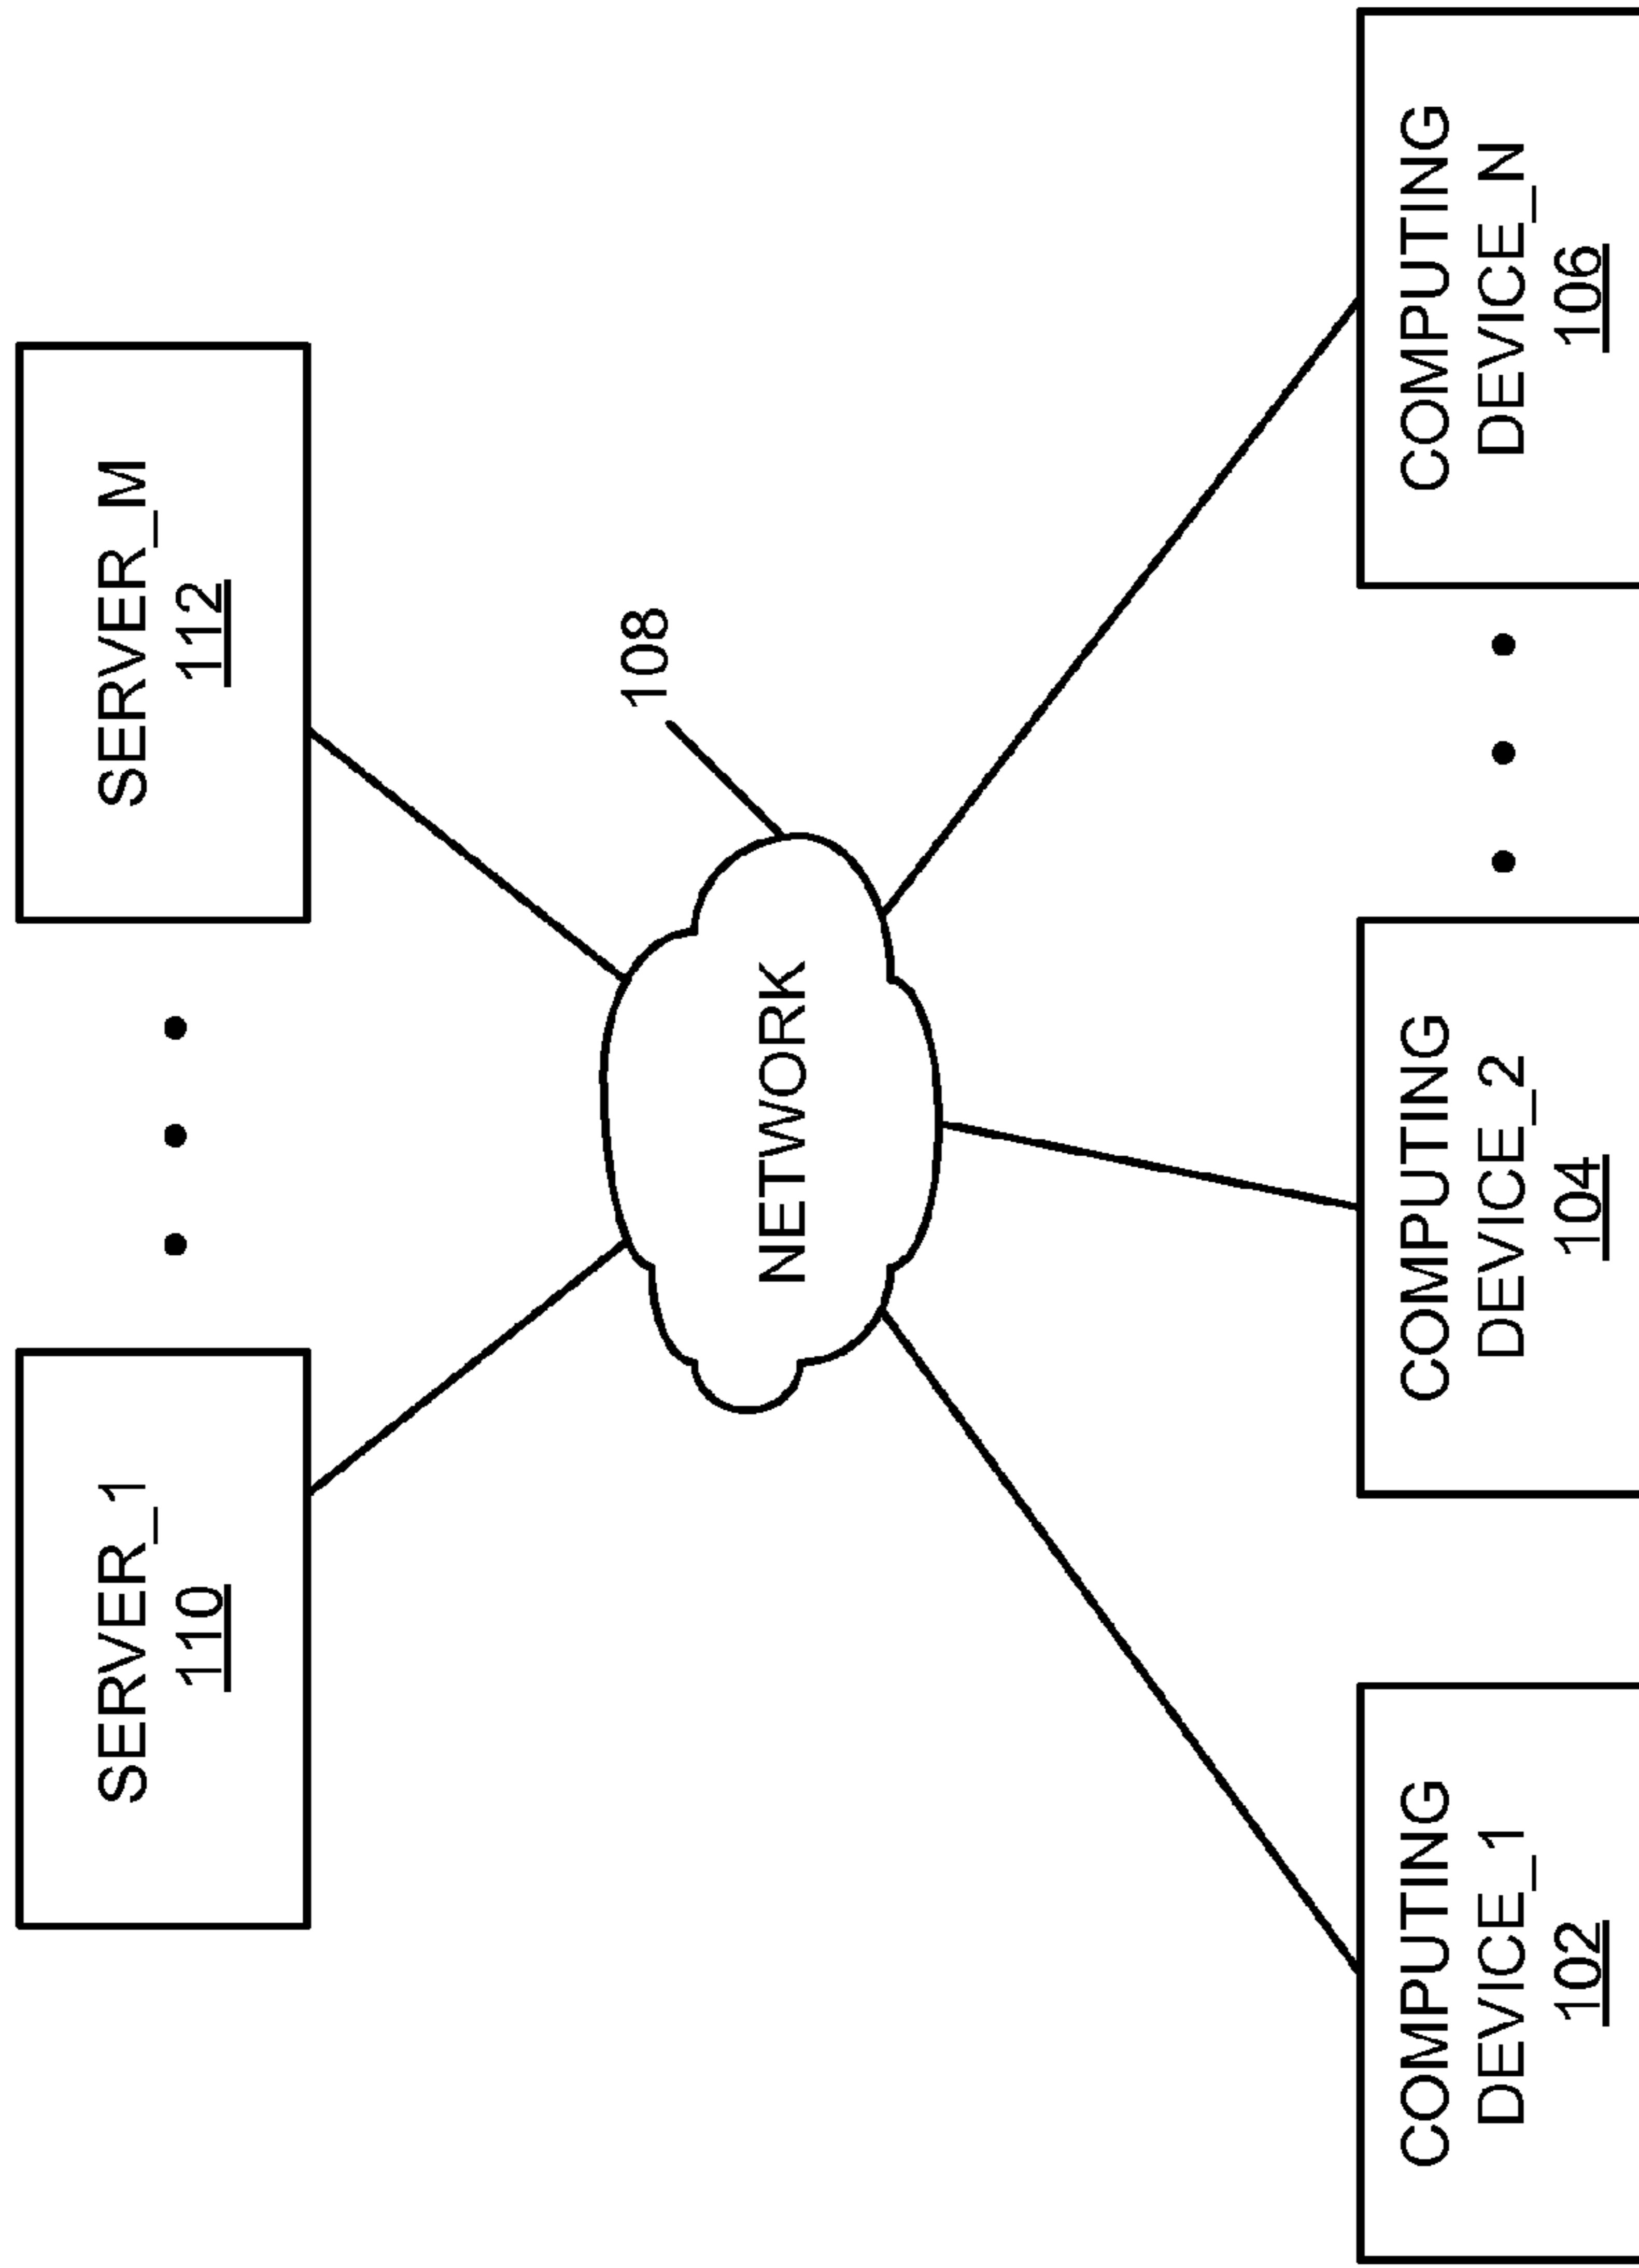 SERVER_1
110
SERVER_M
112
108
NETWORK
COMPUTING
DEVICE_1
102
COMPUTING
DEVICE_2
104
COMPUTING
DEVICE_N
106